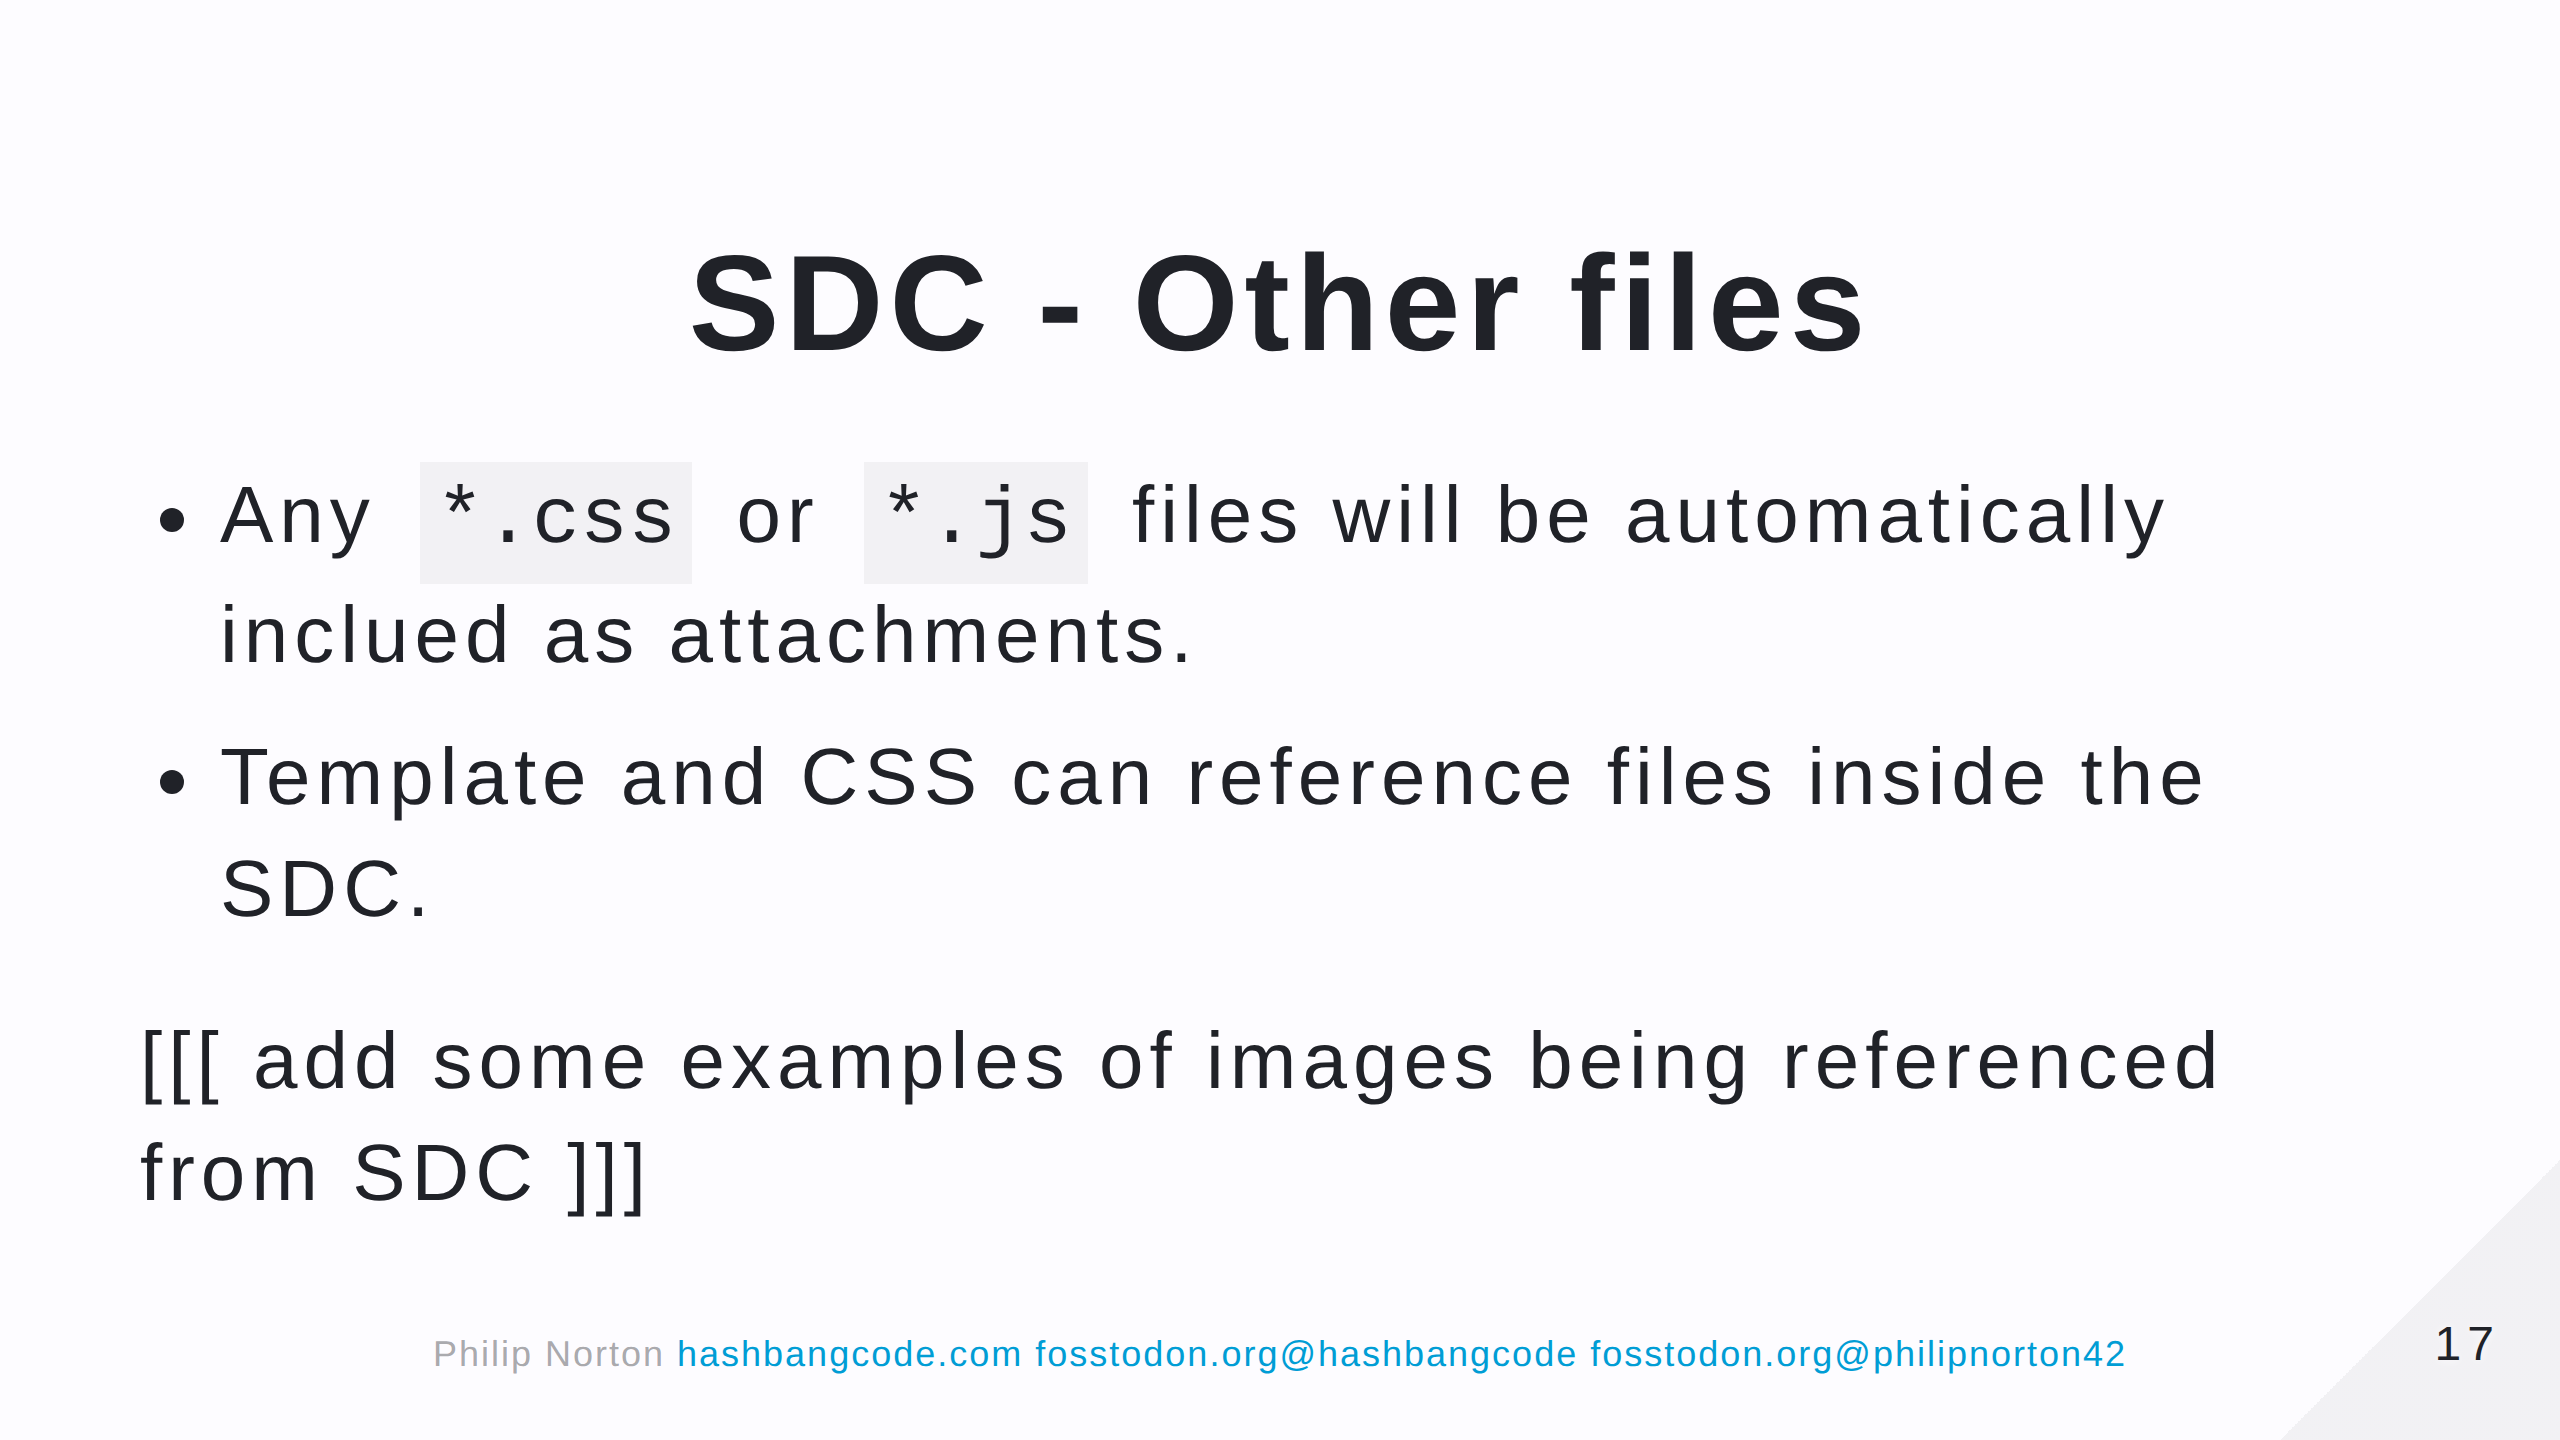 SDC - Other files
Any *.css or *.js files will be automatically
inclued as attachments.
Template and CSS can reference files inside the
SDC.
[[[ add some examples of images being referenced
from SDC ]]]
Philip Norton hashbangcode.com fosstodon.org@hashbangcode fosstodon.org@philipnorton42
17